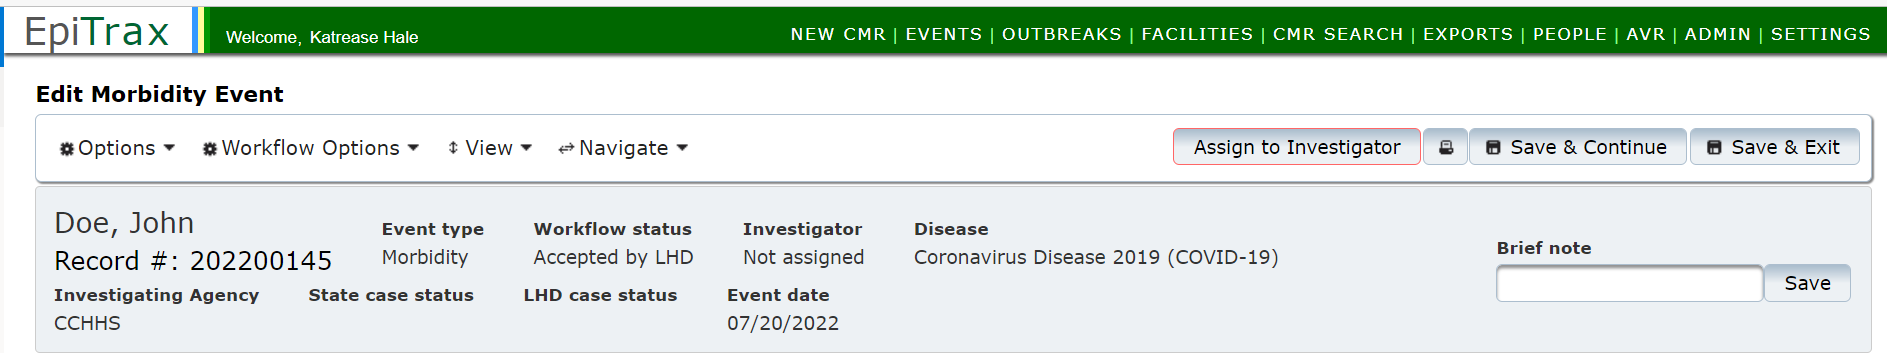 EpiTrax Welcome, Katrease Hale NEW CMR | EVENTS | OUTBREAKS | FACILITIES | CMR SEARCH | EXPORTS | PEOPLE | AVR | ADMIN | SETTINGS
Edit Morbidity Event
Options Workflow Options View Navigate Assign to Investigator Save & Continue Save & Exit
Doe, John
Record #: 202200145
Event type Workflow status Investigator Disease
Morbidity Accepted by LHD Not assigned Coronavirus Disease 2019 (COVID-19)
Investigating Agency State case status LHD case status Event date
CCHHS 07/20/2022
Brief note
Save